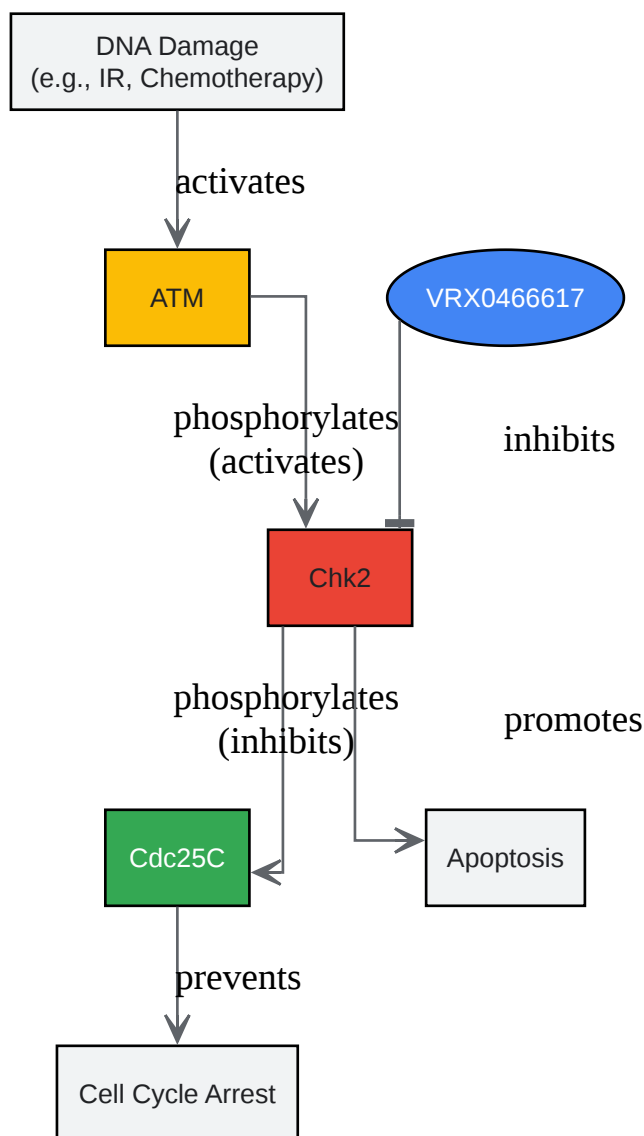 DNA Damage
(e.g., IR, Chemotherapy)
activates
ATM
VRX0466617
phosphorylates
(activates)
inhibits
Chk2
phosphorylates
(inhibits)
promotes
Cdc25C
Apoptosis
prevents
Cell Cycle Arrest